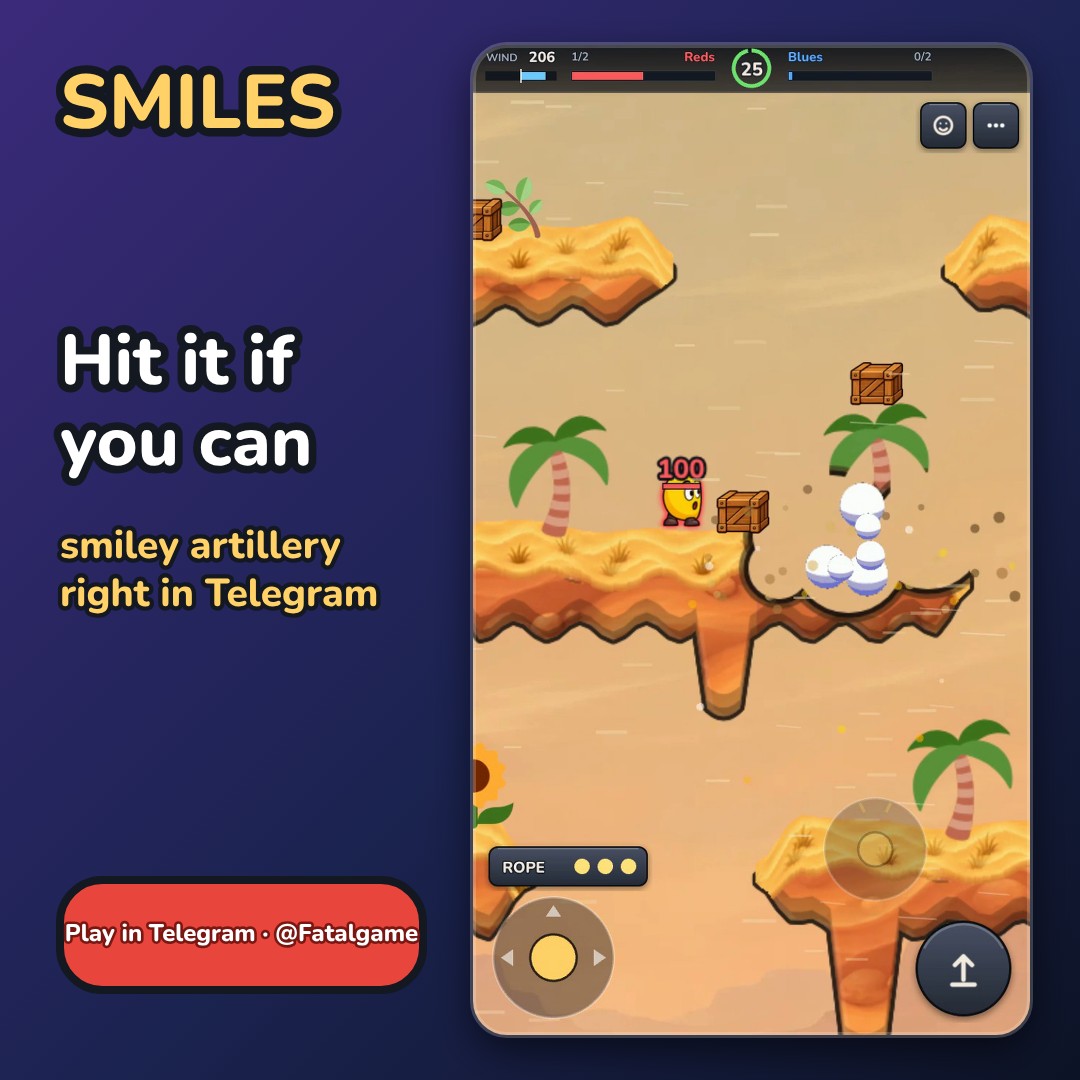 SMILES
Hit it if
you can
smiley artillery
right in Telegram
Play in Telegram · @Fatalgame
WIND 206 1/2 Reds 25 Blues 0/2
100
ROPE